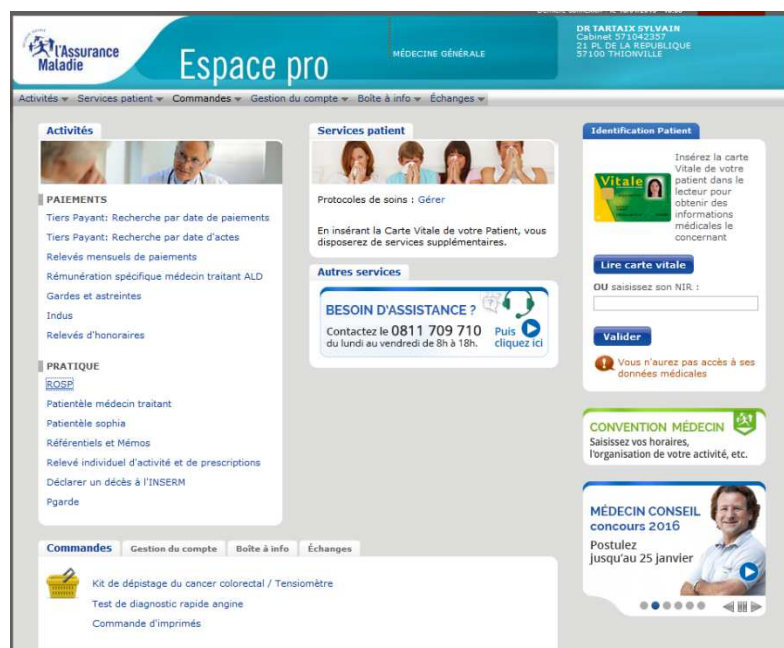 DR TARTAIX SYLVAIN
Cabinet 571042357
21 PL DE LA REPUBLIQUE
57100 THIONVILLE
l'Assurance
Maladie
Espace pro
MÉDECINE GÉNÉRALE
Activités Services patient Commandes Gestion du compte Boîte à info Échanges
Activités
PAIEMENTS
Tiers Payant: Recherche par date de paiements
Tiers Payant: Recherche par date d'actes
Relevés mensuels de paiements
Rémunération spécifique médecin traitant ALD
Gardes et astreintes
Indus
Relevés d'honoraires
PRATIQUE
ROSP
Patientèle médecin traitant
Patientèle sophia
Référentiels et Mémos
Relevé individuel d'activité et de prescriptions
Déclarer un décès à l'INSERM
Pgarde
Services patient
Protocoles de soins : Gérer
En insérant la Carte Vitale de votre Patient, vous
disposerez de services supplémentaires.
Autres services
BESOIN D'ASSISTANCE ?
Contactez le 0811 709 710
du lundi au vendredi de 8h à 18h.
Puis
cliquez ici
Identification Patient
Vitale
Insérez la carte
Vitale de votre
patient dans le
lecteur pour
obtenir des
informations
médicales le
concernant
Lire carte vitale
OU saisissez son NIR :
Valider
Vous n'aurez pas accès à ses
données médicales
CONVENTION MÉDECIN
Saisissez vos horaires,
l'organisation de votre activité, etc.
MÉDECIN CONSEIL
concours 2016
Postulez
jusqu'au 25 janvier
Commandes Gestion du compte Boîte à info Échanges
Kit de dépistage du cancer colorectal / Tensiomètre
Test de diagnostic rapide angine
Commande d'imprimés